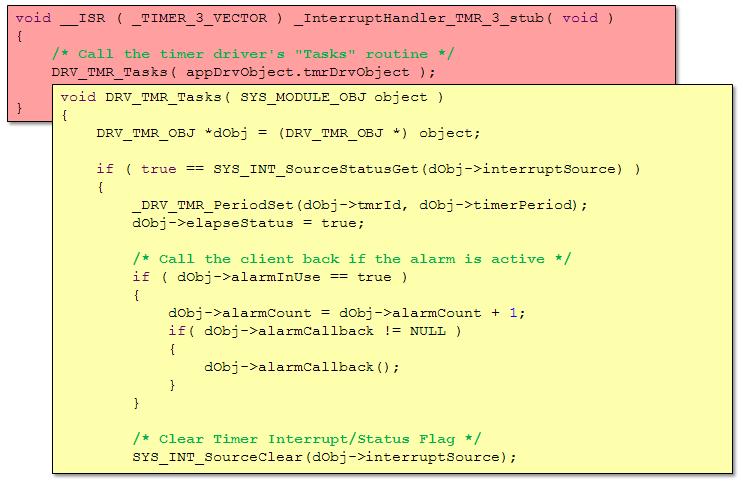 void __ISR ( _TIMER_3_VECTOR ) _InterruptHandler_TMR_3_stub( void )
{
    /* Call the timer driver's "Tasks" routine */
    DRV_TMR_Tasks( appDrvObject.tmrDrvObject );
}
void DRV_TMR_Tasks( SYS_MODULE_OBJ object )
{
    DRV_TMR_OBJ *dObj = (DRV_TMR_OBJ *) object;

    if ( true == SYS_INT_SourceStatusGet(dObj->interruptSource) )
    {
        _DRV_TMR_PeriodSet(dObj->tmrId, dObj->timerPeriod);
        dObj->elapseStatus = true;

        /* Call the client back if the alarm is active */
        if ( dObj->alarmInUse == true )
        {
            dObj->alarmCount = dObj->alarmCount + 1;
            if( dObj->alarmCallback != NULL )
            {
                dObj->alarmCallback();
            }
        }

        /* Clear Timer Interrupt/Status Flag */
        SYS_INT_SourceClear(dObj->interruptSource);